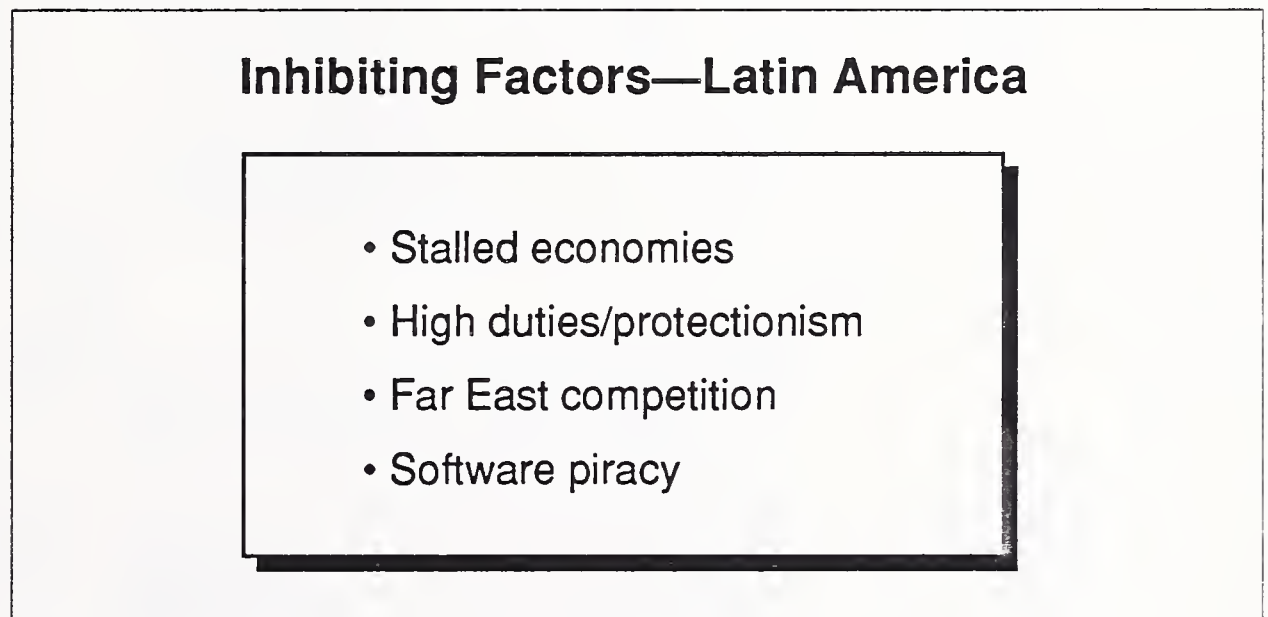 Inhibiting Factors—Latin America
• Stalled economies
• High duties/protectionism
• Far East competition
• Software piracy